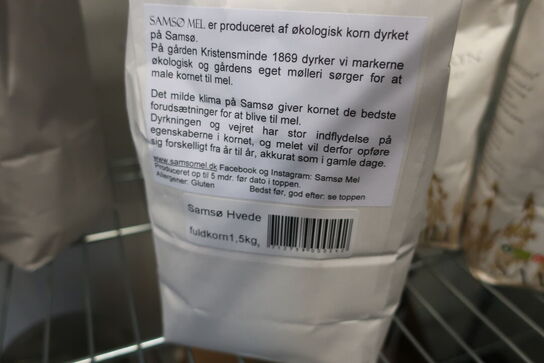 SAMSØ MEL er produceret af økologisk korn dyrket
på Samsø.
På gården Kristensminde 1869 dyrker vi markerne
økologisk og gårdens eget mølleri sørger for at
male kornet til mel.
Det milde klima på Samsø giver kornet de bedste
forudsætninger for at blive til mel.
Dyrkningen og vejret har stor indflydelse på
egenskaberne i kornet, og melet vil derfor opføre
sig forskelligt fra år til år, akkurat som i gamle dage.
www.samsomel.dk Facebook og Instagram: Samsø Mel
Produceret op til 5 mdr. før dato i toppen.
Allergener: Gluten Bedst før, god efter: se toppen
Samsø Hvede
fuldkorn1,5kg,